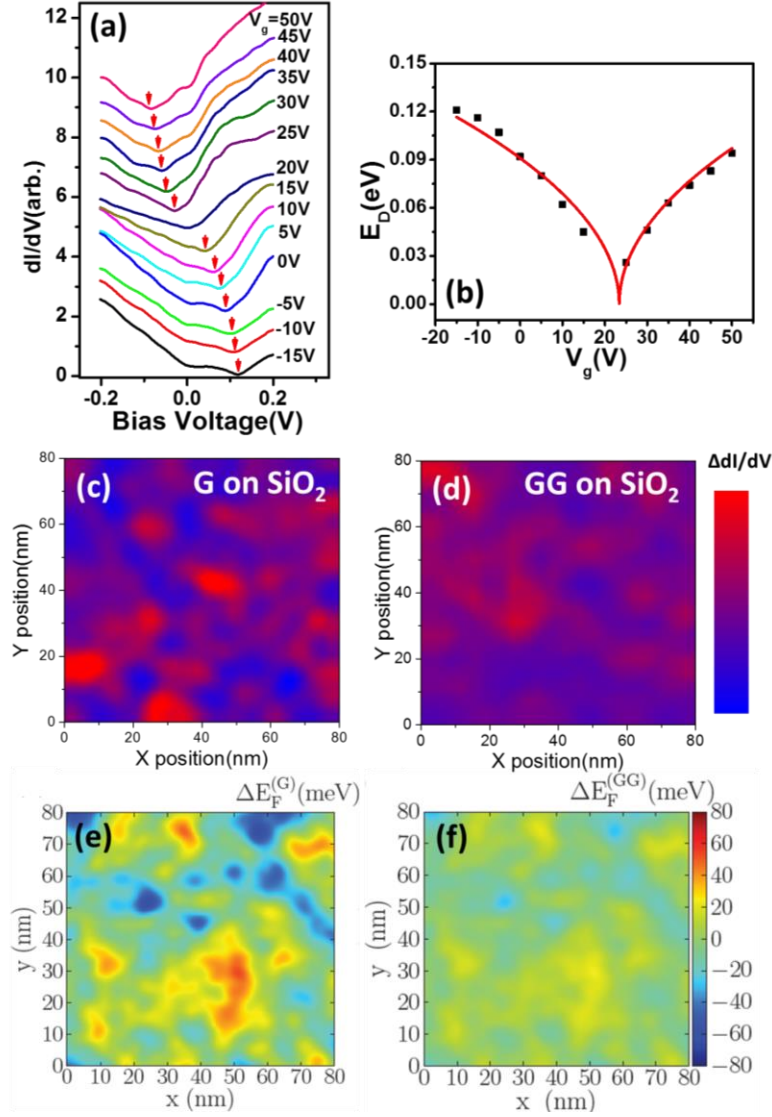 (a)
V_g=50V
45V
40V
35V
30V
25V
20V
15V
10V
5V
0V
-5V
-10V
-15V
12
10
8
6
4
2
0
dI/dV(arb.)
-0.2 0.0 0.2
Bias Voltage(V)
0.15
0.12
0.09
0.06
0.03
0.00
E_D(eV)
(b)
-20 -10 0 10 20 30 40 50
V_g(V)
(c) G on SiO₂
80
60
40
20
0
Y position(nm)
0 20 40 60 80
X position(nm)
(d) GG on SiO₂
80
60
40
20
0
Y position(nm)
0 20 40 60 80
X position(nm)
ΔdI/dV
ΔE_F^(G)(meV)
(e)
80
70
60
50
40
30
20
10
0
y (nm)
0 10 20 30 40 50 60 70 80
x (nm)
ΔE_F^(GG)(meV)
(f)
80
70
60
50
40
30
20
10
0
y (nm)
0 10 20 30 40 50 60 70 80
x (nm)
80
60
40
20
0
−20
−40
−60
−80